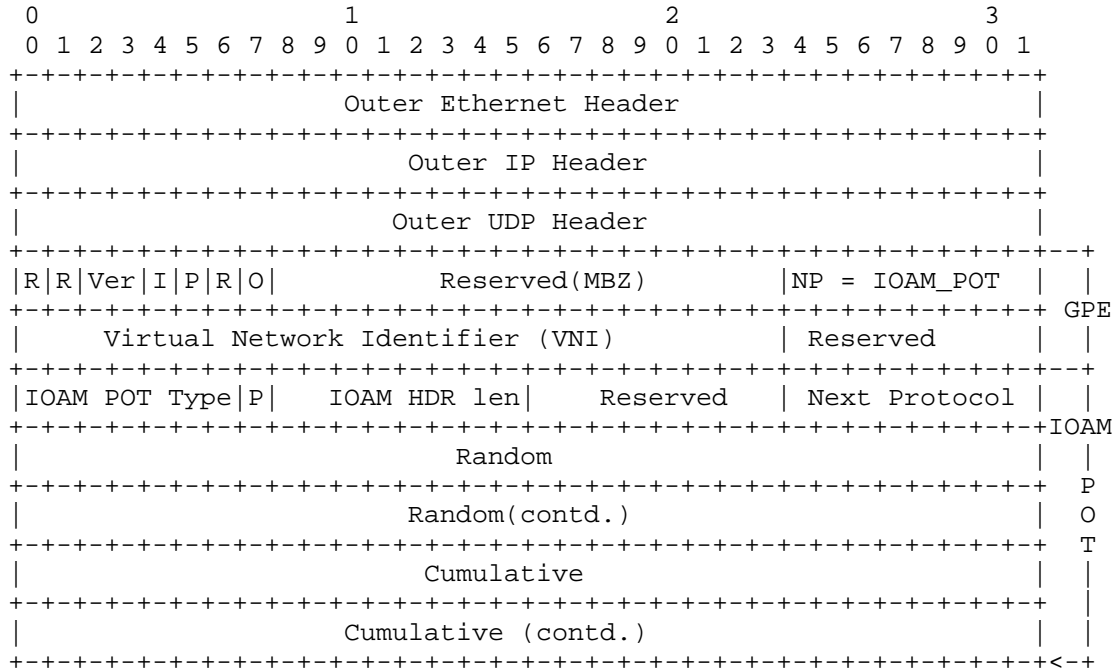 0                   1                   2                   3
 0 1 2 3 4 5 6 7 8 9 0 1 2 3 4 5 6 7 8 9 0 1 2 3 4 5 6 7 8 9 0 1
+-+-+-+-+-+-+-+-+-+-+-+-+-+-+-+-+-+-+-+-+-+-+-+-+-+-+-+-+-+-+-+-+
|                    Outer Ethernet Header                      |
+-+-+-+-+-+-+-+-+-+-+-+-+-+-+-+-+-+-+-+-+-+-+-+-+-+-+-+-+-+-+-+-+
|                        Outer IP Header                        |
+-+-+-+-+-+-+-+-+-+-+-+-+-+-+-+-+-+-+-+-+-+-+-+-+-+-+-+-+-+-+-+-+
|                       Outer UDP Header                        |
+-+-+-+-+-+-+-+-+-+-+-+-+-+-+-+-+-+-+-+-+-+-+-+-+-+-+-+-+-+-+-+-+--+
|R|R|Ver|I|P|R|O|          Reserved(MBZ)        |NP = IOAM_POT  |  |
+-+-+-+-+-+-+-+-+-+-+-+-+-+-+-+-+-+-+-+-+-+-+-+-+-+-+-+-+-+-+-+-+ GPE
|     Virtual Network Identifier (VNI)          | Reserved      |  |
+-+-+-+-+-+-+-+-+-+-+-+-+-+-+-+-+-+-+-+-+-+-+-+-+-+-+-+-+-+-+-+-+--+
|IOAM POT Type|P|   IOAM HDR len|    Reserved   | Next Protocol |  |
+-+-+-+-+-+-+-+-+-+-+-+-+-+-+-+-+-+-+-+-+-+-+-+-+-+-+-+-+-+-+-+-+IOAM
|                           Random                              |  |
+-+-+-+-+-+-+-+-+-+-+-+-+-+-+-+-+-+-+-+-+-+-+-+-+-+-+-+-+-+-+-+-+  P
|                        Random(contd.)                         |  O
+-+-+-+-+-+-+-+-+-+-+-+-+-+-+-+-+-+-+-+-+-+-+-+-+-+-+-+-+-+-+-+-+  T
|                         Cumulative                            |  |
+-+-+-+-+-+-+-+-+-+-+-+-+-+-+-+-+-+-+-+-+-+-+-+-+-+-+-+-+-+-+-+-+  |
|                    Cumulative (contd.)                        |  |
+-+-+-+-+-+-+-+-+-+-+-+-+-+-+-+-+-+-+-+-+-+-+-+-+-+-+-+-+-+-+-+-+<-+